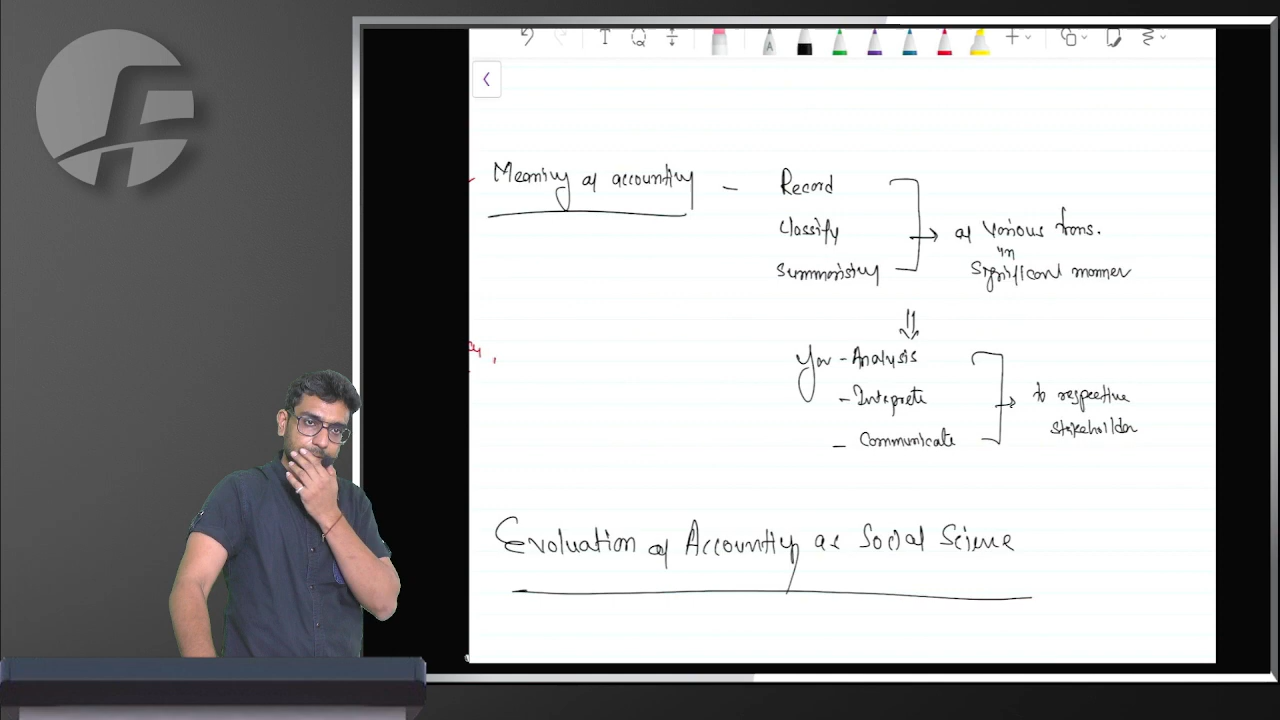 Meaning of accounting - Record
Classify
Summarising
of various trans.
in
significant manner
You - Analysis
- Interprete
- Communicate
to respective
stakeholder
Evaluation of Accounting as Social Science